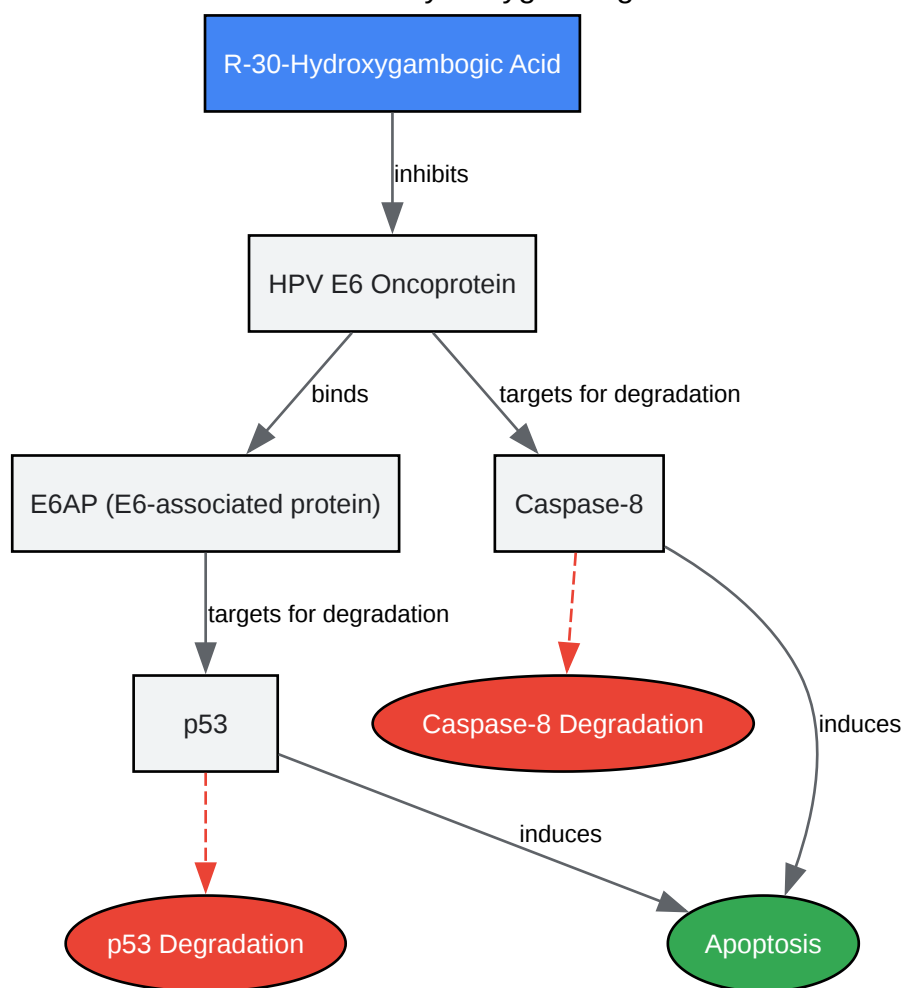 R-30-Hydroxygambogic Acid
inhibits
HPV E6 Oncoprotein
binds
targets for degradation
E6AP (E6-associated protein)
Caspase-8
targets for degradation
p53
Caspase-8 Degradation
induces
induces
p53 Degradation
Apoptosis